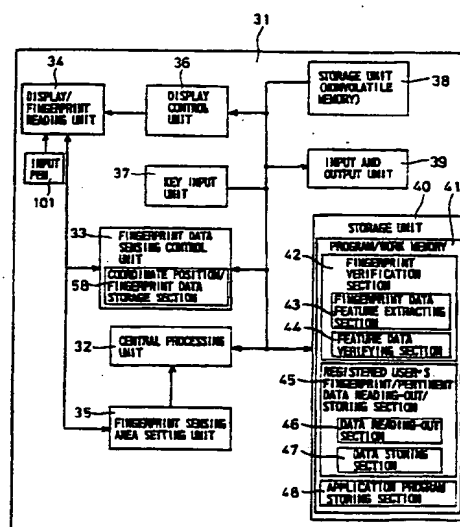 31
34
DISPLAY/
FINGERPRINT
READING UNIT
36
DISPLAY
CONTROL
UNIT
STORAGE UNIT
(NONVOLATILE
MEMORY)
38
INPUT
PEN
101
37
KEY INPUT
UNIT
INPUT AND
OUTPUT UNIT
39
40
41
33
FINGERPRINT DATA
SENSING CONTROL
UNIT
58
COORDINATE POSITION/
FINGERPRINT DATA
STORAGE SECTION
32
CENTRAL PROCESSING
UNIT
35
FINGERPRINT SENSING
AREA SETTING UNIT
STORAGE UNIT
PROGRAM/WORK MEMORY
42
FINGERPRINT
VERIFICATION
SECTION
43
FINGERPRINT DATA
FEATURE EXTRACTING
SECTION
44
FEATURE DATA
VERIFYING SECTION
45
REGISTERED USER'S
FINGERPRINT/PERTINENT
DATA READING-OUT/
STORING SECTION
46
DATA READING-OUT
SECTION
47
DATA STORING
SECTION
48
APPLICATION PROGRAM
STORING SECTION